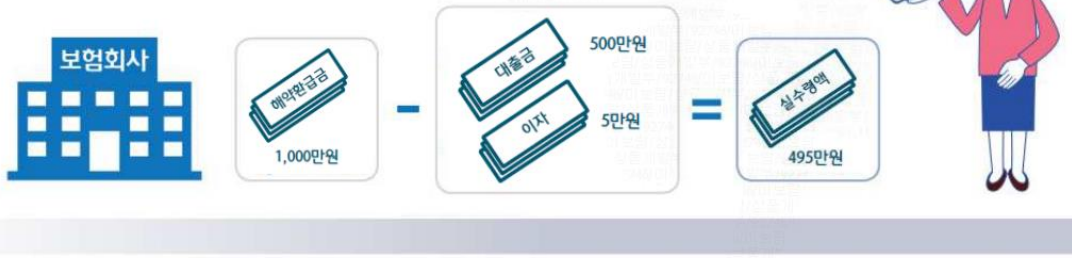 보험회사
해약환급금
1,000만원
-
대출금
500만원
이자
5만원
=
실수령액
495만원